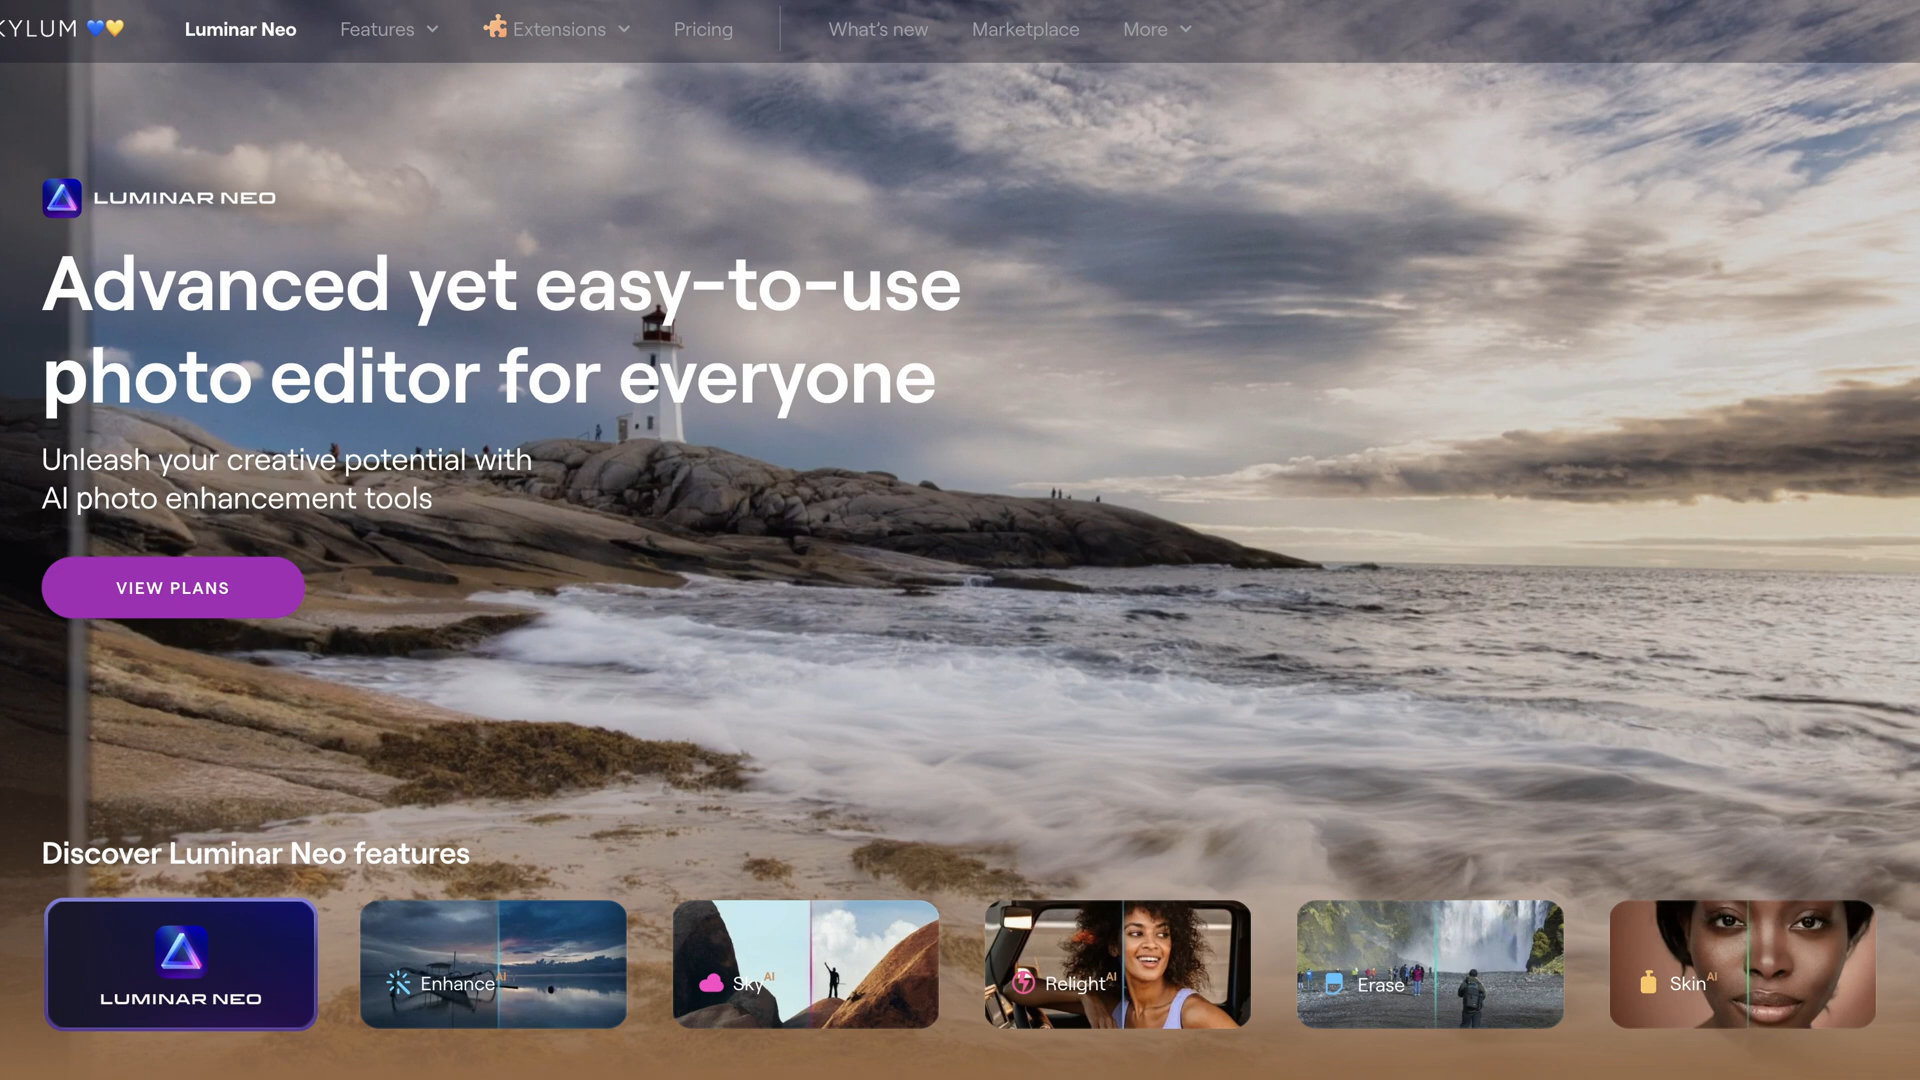 KYLUM
Luminar Neo
Features
Extensions
Pricing
What's new
Marketplace
More
LUMINAR NEO
Advanced yet easy-to-use
photo editor for everyone
Unleash your creative potential with
AI photo enhancement tools
VIEW PLANS
Discover Luminar Neo features
LUMINAR NEO
Enhance AI
Sky AI
Relight AI
Erase
Skin AI